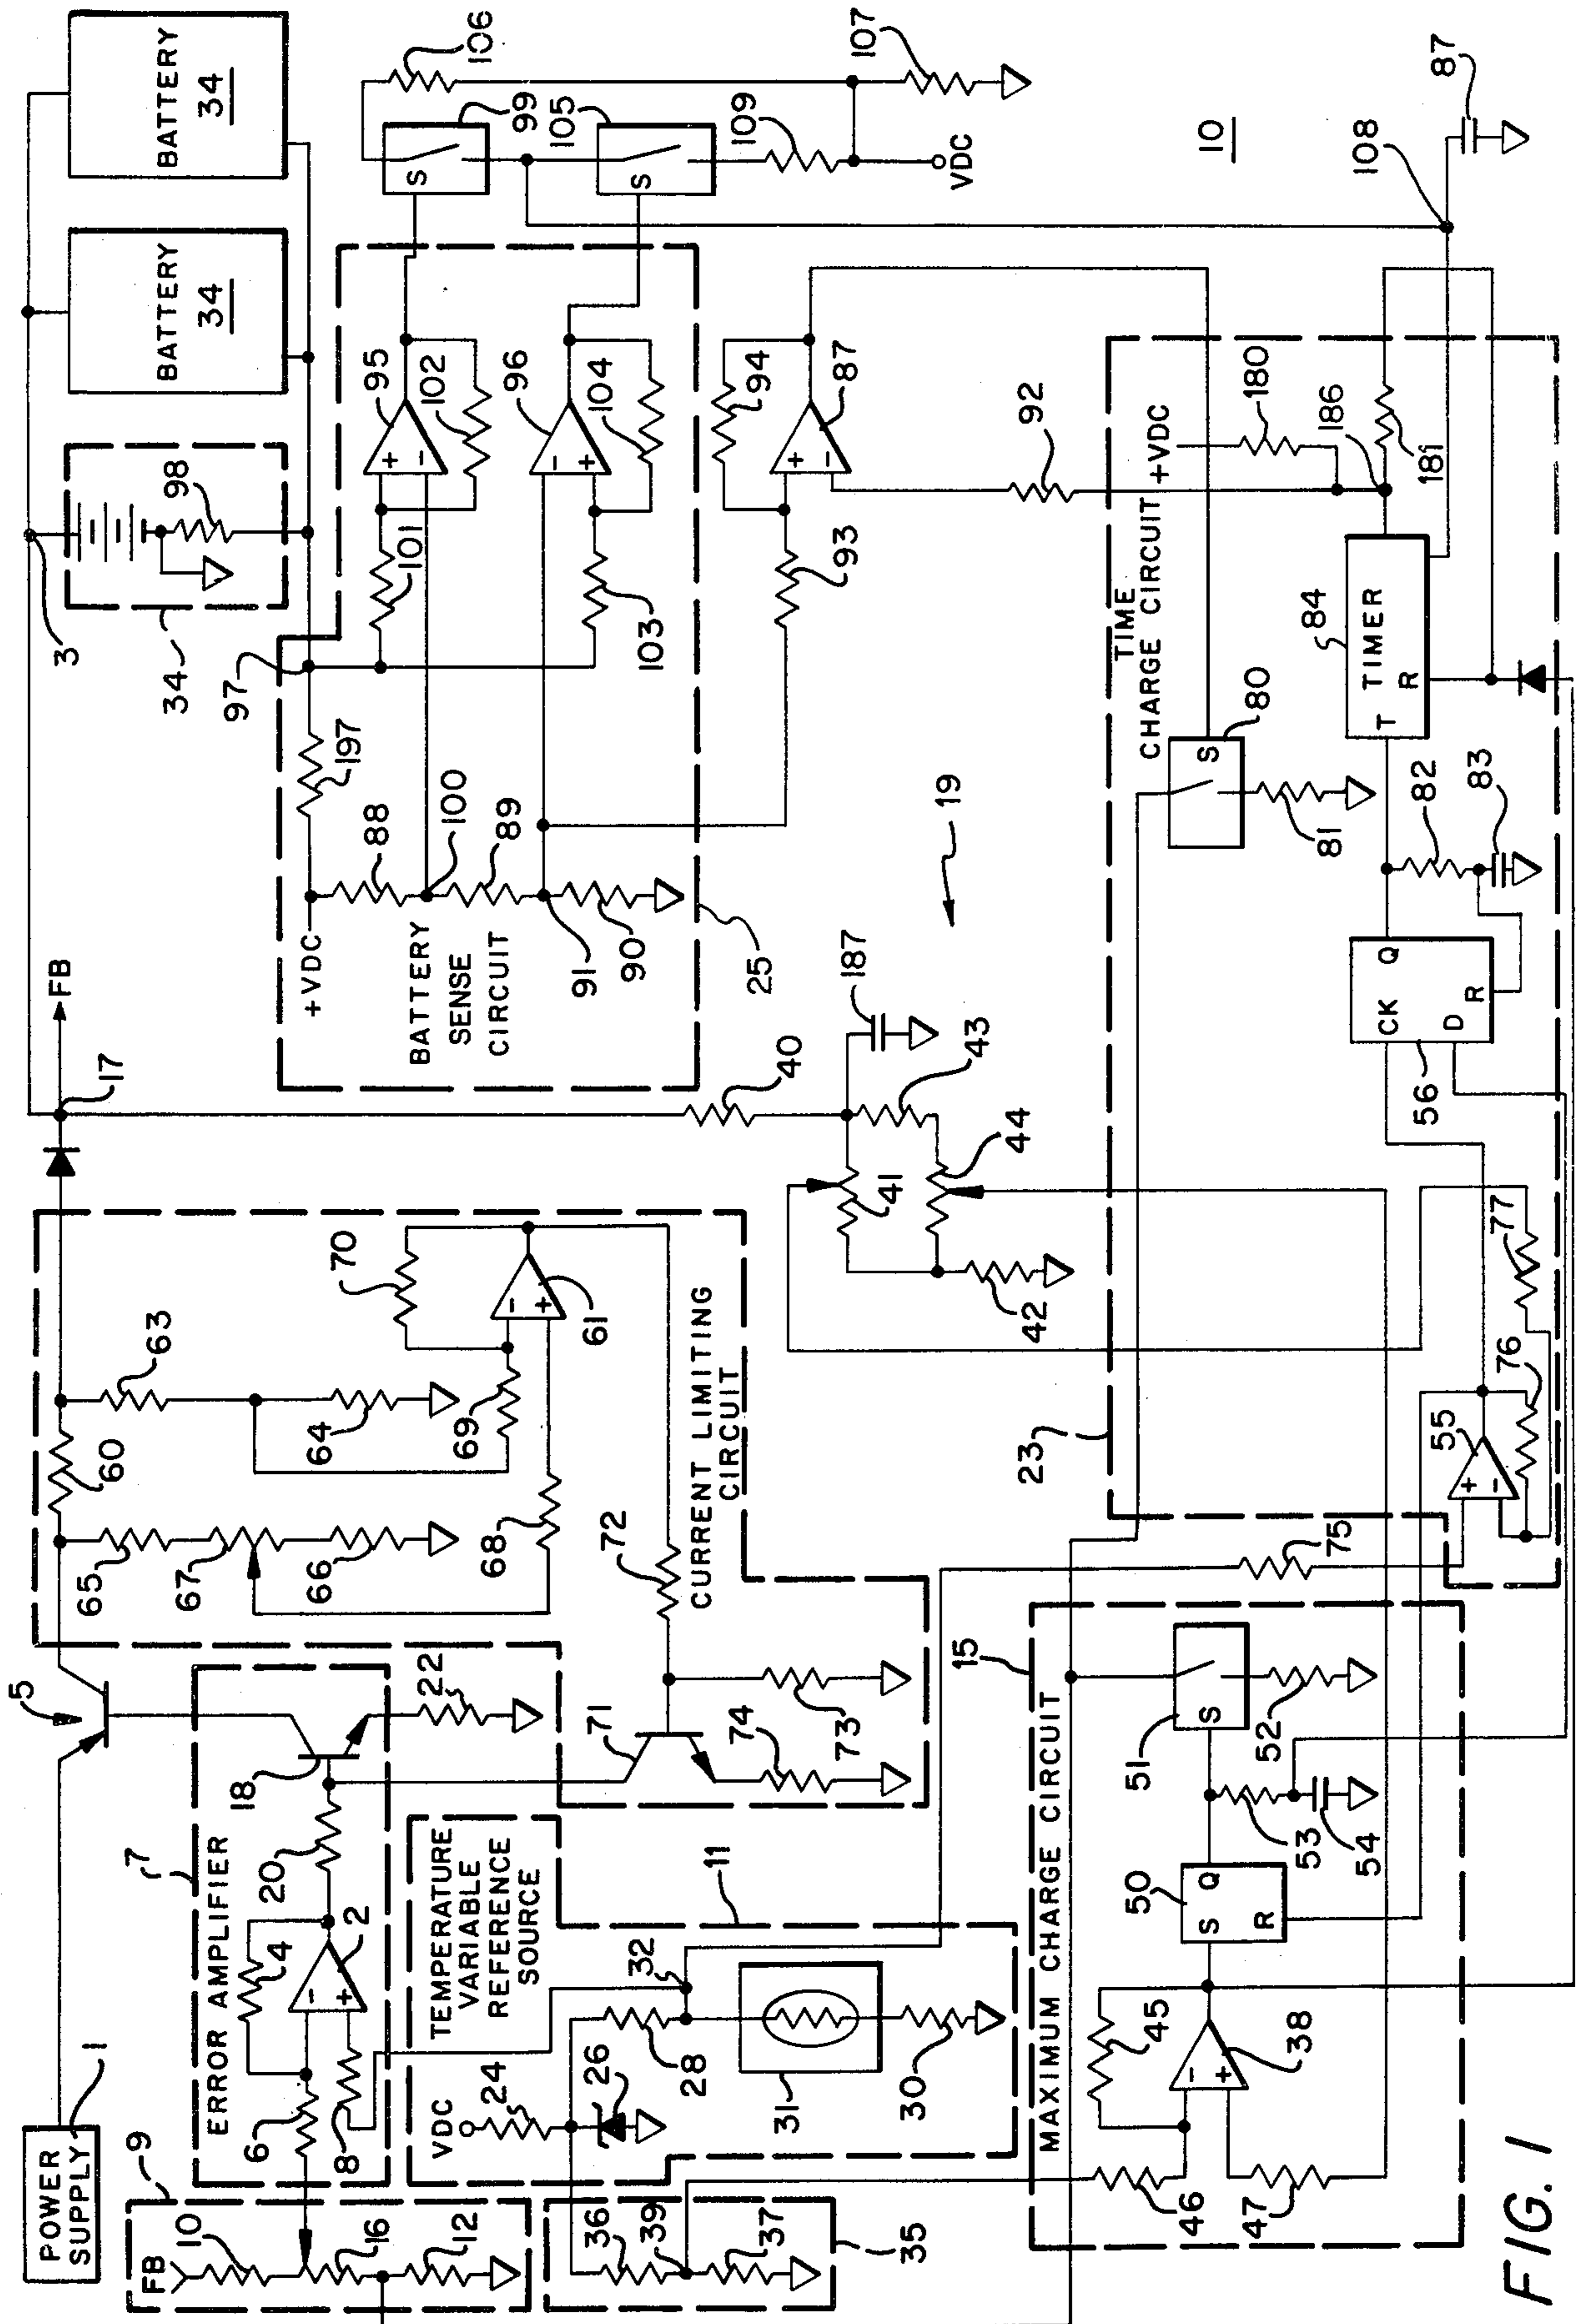 POWER
SUPPLY
1
5
60
63
17
FB
3
BATTERY
34
BATTERY
34
34
98
65
67
66
68
64
69
70
61
72
CURRENT LIMITING
CIRCUIT
9
FB
10
16
12
7
ERROR AMPLIFIER
6
8
4
2
20
18
22
71
74
73
97
197
+VDC
88
100
89
91
90
BATTERY
SENSE
CIRCUIT
25
101
103
95
102
96
104
+
-
-
+
99
S
105
S
106
109
107
VDC
93
94
87
92
10
108
87
VDC
24
26
28
32
31
30
TEMPERATURE
VARIABLE
REFERENCE
SOURCE
11
36
39
37
35
40
187
43
41
44
42
19
15
MAXIMUM CHARGE CIRCUIT
46
47
45
38
50
S
Q
R
51
S
52
53
54
23
TIME
CHARGE CIRCUIT
+VDC
75
55
76
77
56
CK
Q
D
R
82
83
80
S
81
84
TIMER
T
R
180
186
181
FIG. 1